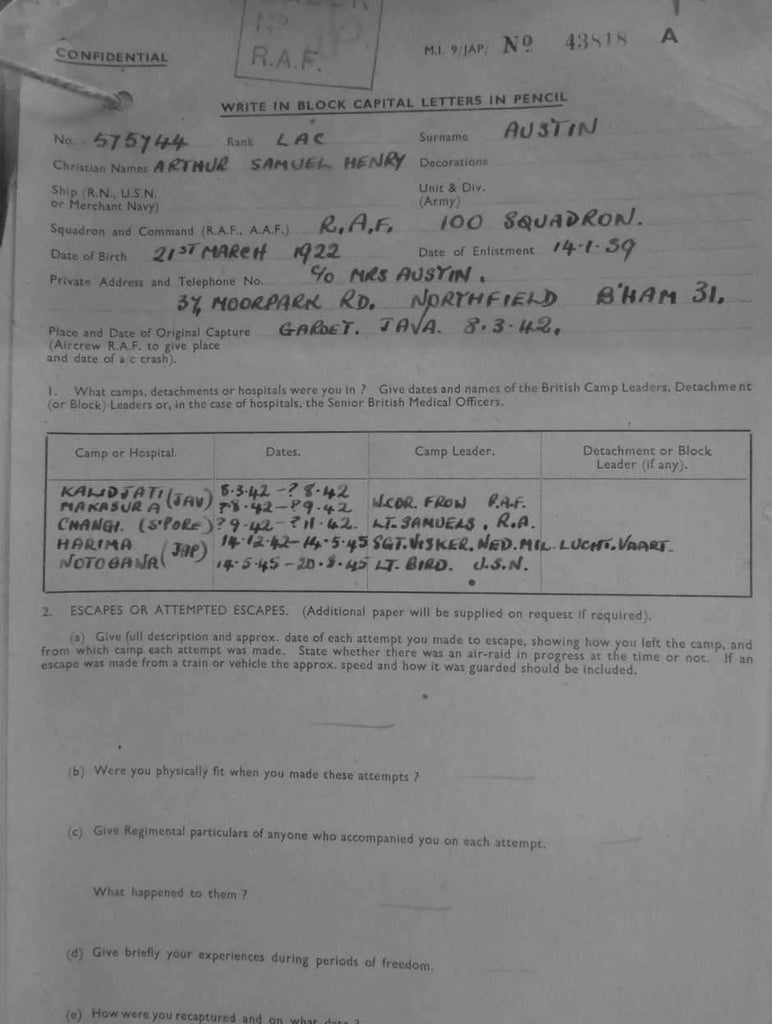 Nº
R.A.F.
CONFIDENTIAL
M.I. 9/JAP/ Nº 43818 A
WRITE IN BLOCK CAPITAL LETTERS IN PENCIL
No. 575744 Rank LAC Surname AUSTIN
Christian Names ARTHUR SAMUEL HENRY Decorations
Ship (R.N., U.S.N. Unit & Div.
or Merchant Navy) (Army)
Squadron and Command (R.A.F., A.A.F.) R.A.F. 100 SQUADRON.
Date of Birth 21ST MARCH 1922 Date of Enlistment 14-1-39
Private Address and Telephone No. C/O MRS AUSTIN.
37 MOORPARK RD. NORTHFIELD B'HAM 31.
Place and Date of Original Capture GAROET. JAVA. 8.3.42.
(Aircrew R.A.F. to give place
and date of a/c crash).
1. What camps, detachments or hospitals were you in ? Give dates and names of the British Camp Leaders, Detachment
(or Block) Leaders or, in the case of hospitals, the Senior British Medical Officers.
Camp or Hospital. Dates. Camp Leader. Detachment or Block
Leader (if any).
KALIDJATI (JAV) 8.3.42 - ? 8.42
MAKASURA ? 8.42 - ? 9.42 W.CDR. FROW R.A.F.
CHANGI. (S'PORE) ? 9.42 - ? 11.42. LT. SAMUELS, R.A.
HARIMA (JAP) 14.12.42 - 14.5.45 SGT. VISKER. NED. MIL. LUCHT. VAART.
NOTOGAWA 14.5.45 - 20.8.45 LT. BIRD. U.S.N.
2. ESCAPES OR ATTEMPTED ESCAPES. (Additional paper will be supplied on request if required).
(a) Give full description and approx. date of each attempt you made to escape, showing how you left the camp, and
from which camp each attempt was made. State whether there was an air-raid in progress at the time or not. If an
escape was made from a train or vehicle the approx. speed and how it was guarded should be included.
(b) Were you physically fit when you made these attempts ?
(c) Give Regimental particulars of anyone who accompanied you on each attempt.
What happened to them ?
(d) Give briefly your experiences during periods of freedom.
(e) How were you recaptured and on what date ?